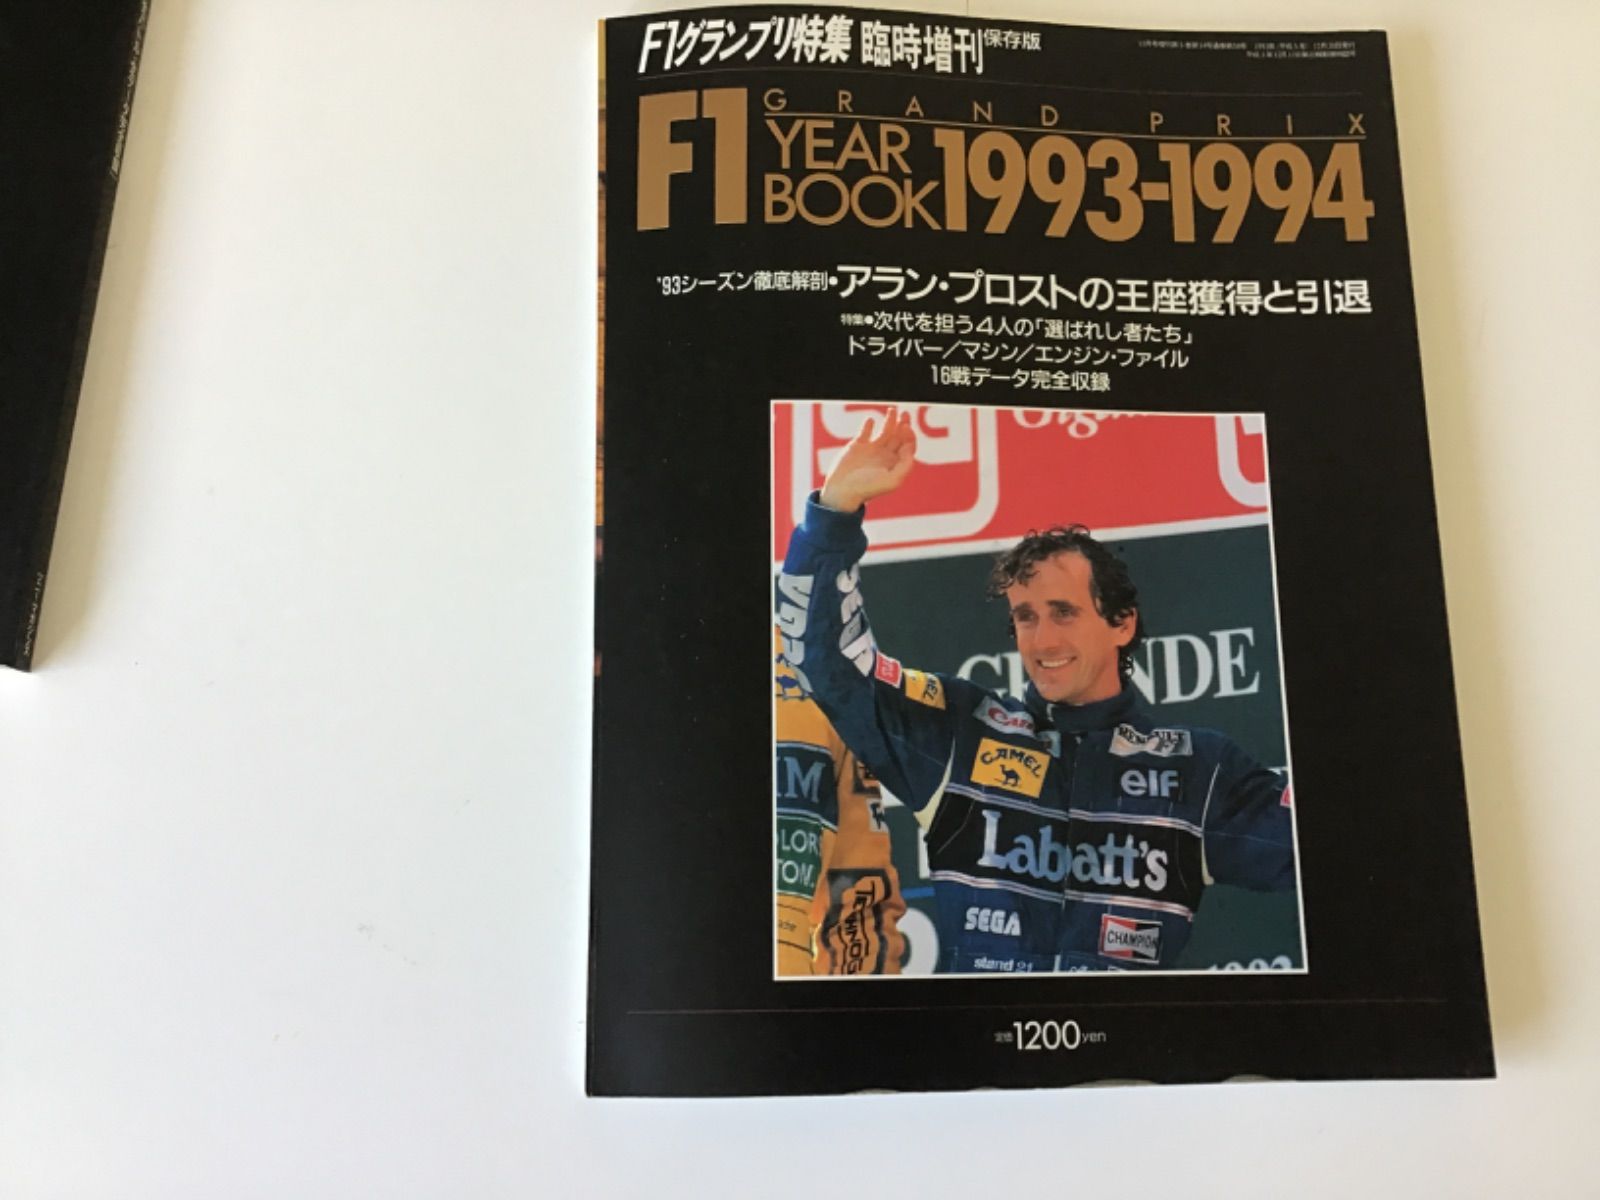 F1グランプリ特集 臨時増刊 保存版
GRAND PRIX
F1 YEAR BOOK 1993-1994
'93シーズン徹底解剖●アラン・プロストの王座獲得と引退
特集●次代を担う4人の「選ばれし者たち」
ドライバー/マシン/エンジン・ファイル
16戦データ完全収録
CAMEL
elf
Labatt's
SEGA
CHAMPION
stand 21
定価1200yen